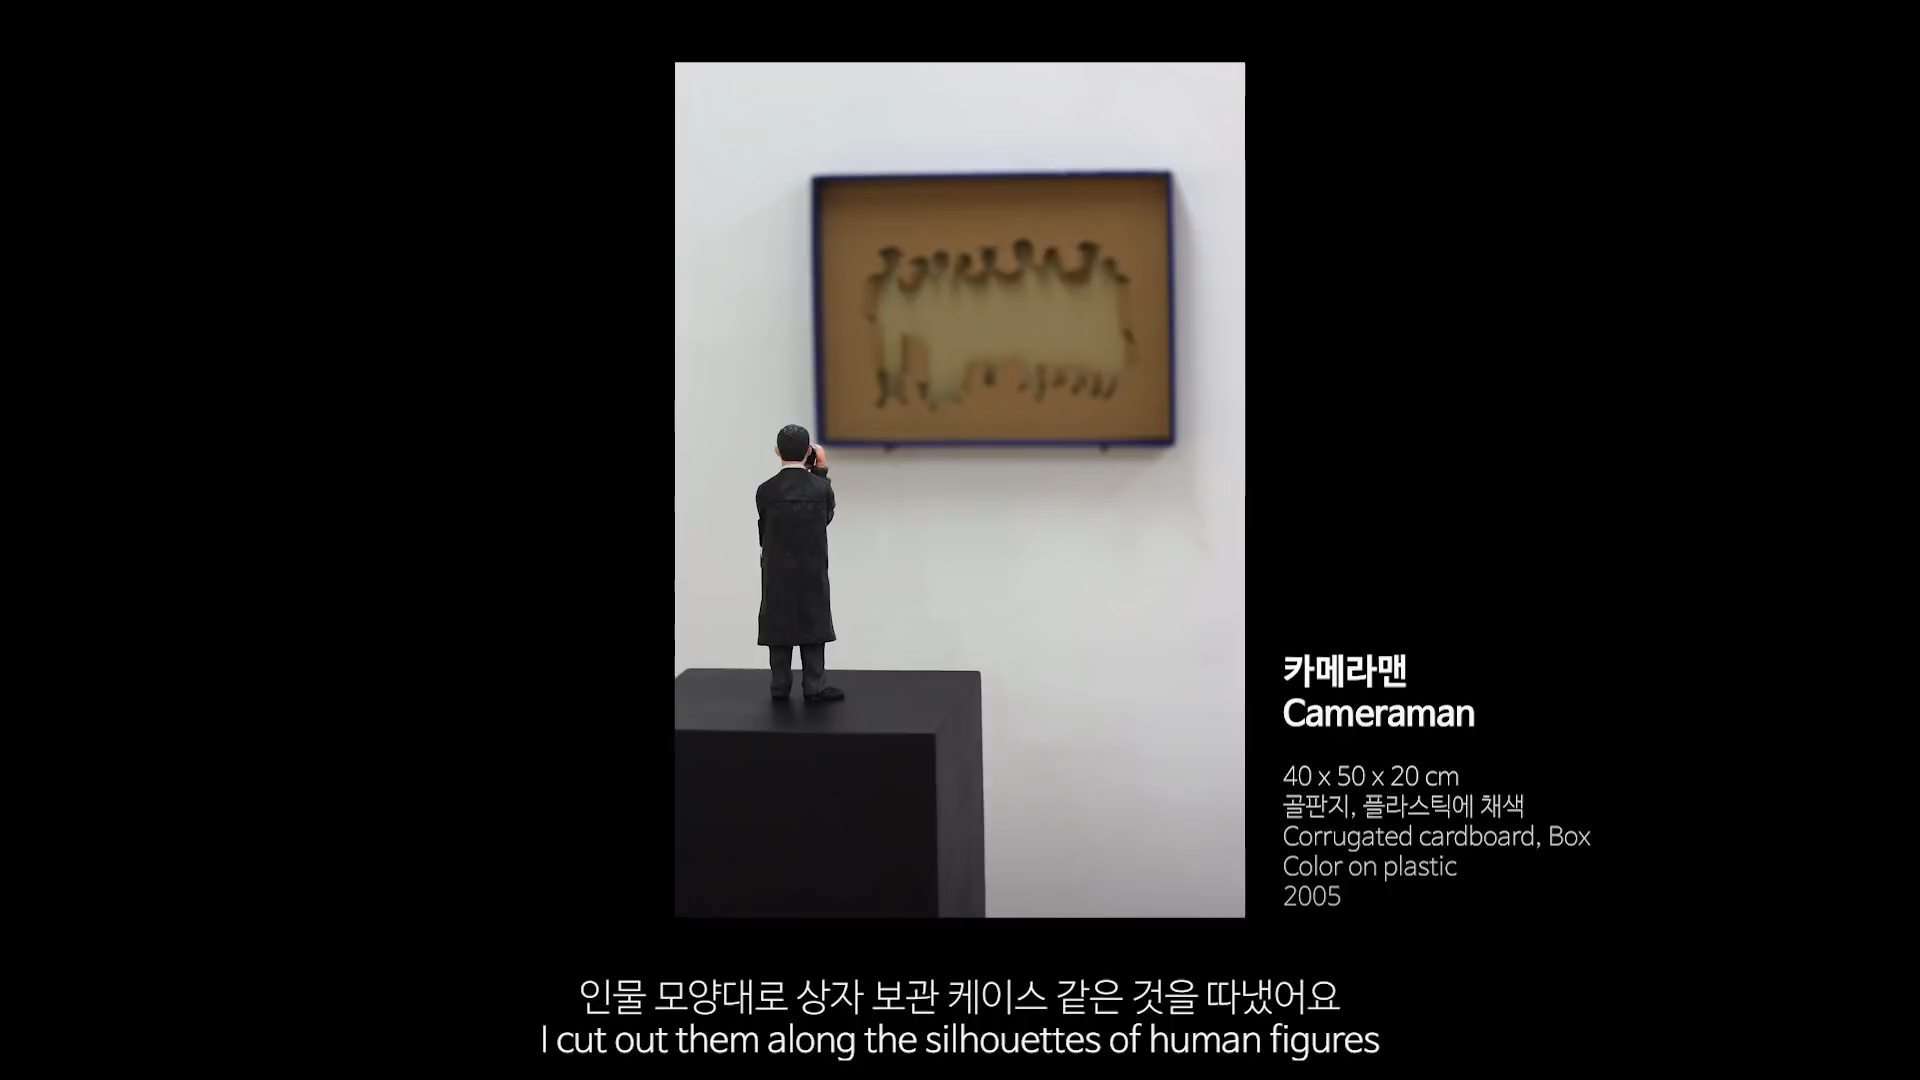 카메라맨
Cameraman
40 x 50 x 20 cm
골판지, 플라스틱에 채색
Corrugated cardboard, Box
Color on plastic
2005
인물 모양대로 상자 보관 케이스 같은 것을 따냈어요
I cut out them along the silhouettes of human figures